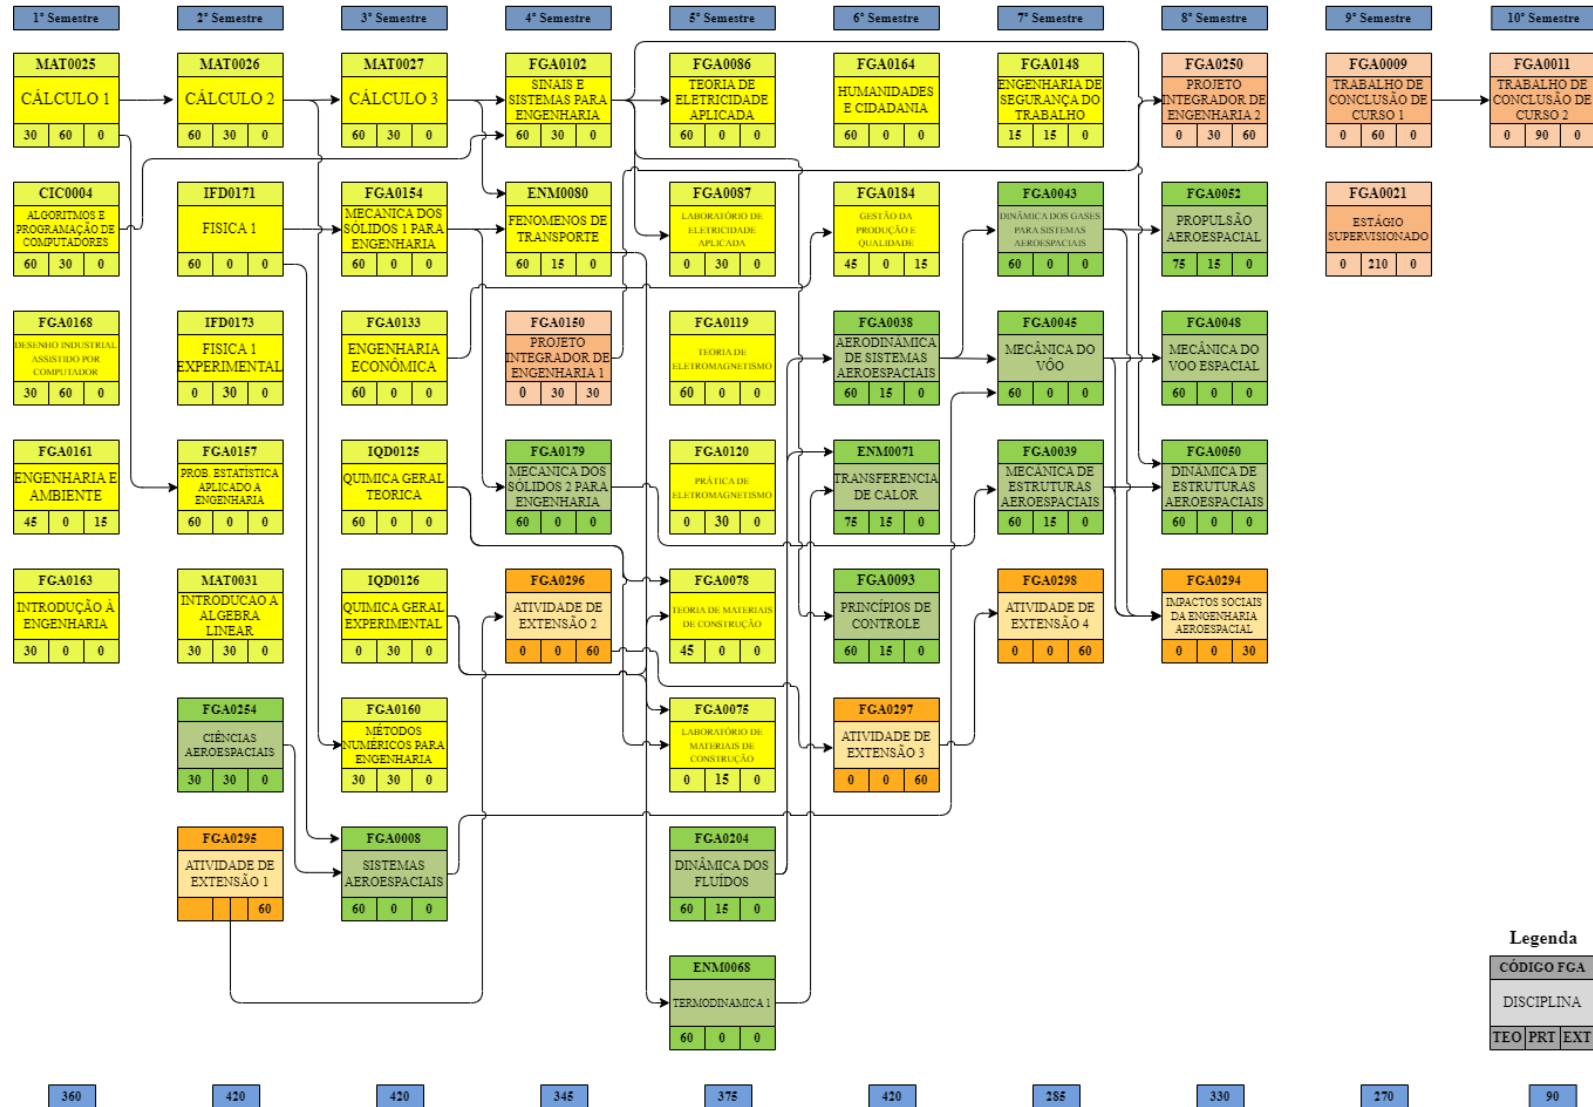 1° Semestre
2° Semestre
3° Semestre
4° Semestre
5° Semestre
6° Semestre
7° Semestre
8° Semestre
9° Semestre
10° Semestre
MAT0025
CÁLCULO 1
30 60 0
CIC0004
ALGORITMOS E
PROGRAMAÇÃO DE
COMPUTADORES
60 30 0
FGA0168
DESENHO INDUSTRIAL
ASSISTIDO POR
COMPUTADOR
30 60 0
FGA0161
ENGENHARIA E
AMBIENTE
45 0 15
FGA0163
INTRODUÇÃO À
ENGENHARIA
30 0 0
MAT0026
CÁLCULO 2
60 30 0
IFD0171
FISICA 1
60 0 0
IFD0173
FISICA 1
EXPERIMENTAL
0 30 0
FGA0157
PROB. ESTATÍSTICA
APLICADO A
ENGENHARIA
60 0 0
MAT0031
INTRODUCAO A
ALGEBRA
LINEAR
30 30 0
FGA0254
CIÊNCIAS
AEROESPACIAIS
30 30 0
FGA0295
ATIVIDADE DE
EXTENSÃO 1
60
MAT0027
CÁLCULO 3
60 30 0
FGA0154
MECANICA DOS
SÓLIDOS 1 PARA
ENGENHARIA
60 0 0
FGA0133
ENGENHARIA
ECONÔMICA
60 0 0
IQD0125
QUIMICA GERAL
TEORICA
60 0 0
IQD0126
QUIMICA GERAL
EXPERIMENTAL
0 30 0
FGA0160
MÉTODOS
NUMÉRICOS PARA
ENGENHARIA
30 30 0
FGA0008
SISTEMAS
AEROESPACIAIS
60 0 0
FGA0102
SINAIS E
SISTEMAS PARA
ENGENHARIA
60 30 0
ENM0080
FENOMENOS DE
TRANSPORTE
60 15 0
FGA0150
PROJETO
INTEGRADOR DE
ENGENHARIA 1
0 30 30
FGA0179
MECANICA DOS
SÓLIDOS 2 PARA
ENGENHARIA
60 0 0
FGA0296
ATIVIDADE DE
EXTENSÃO 2
0 0 60
FGA0086
TEORIA DE
ELETRICIDADE
APLICADA
60 0 0
FGA0087
LABORATÓRIO DE
ELETRICIDADE
APLICADA
0 30 0
FGA0119
TEORIA DE
ELETROMAGNETISMO
60 0 0
FGA0120
PRÁTICA DE
ELETROMAGNETISMO
0 30 0
FGA0078
TEORIA DE MATERIAIS
DE CONSTRUÇÃO
45 0 0
FGA0075
LABORATÓRIO DE
MATERIAIS DE
CONSTRUÇÃO
0 15 0
FGA0204
DINÂMICA DOS
FLUÍDOS
60 15 0
ENM0068
TERMODINAMICA 1
60 0 0
FGA0164
HUMANIDADES
E CIDADANIA
60 0 0
FGA0184
GESTÃO DA
PRODUÇÃO E
QUALIDADE
45 0 15
FGA0038
AERODINÂMICA
DE SISTEMAS
AEROESPACIAIS
60 15 0
ENM0071
TRANSFERENCIA
DE CALOR
75 15 0
FGA0093
PRINCÍPIOS DE
CONTROLE
60 15 0
FGA0297
ATIVIDADE DE
EXTENSÃO 3
0 0 60
FGA0148
ENGENHARIA DE
SEGURANÇA DO
TRABALHO
15 15 0
FGA0043
DINÂMICA DOS GASES
PARA SISTEMAS
AEROESPACIAIS
60 0 0
FGA0045
MECÂNICA DO
VÔO
60 0 0
FGA0039
MECÂNICA DE
ESTRUTURAS
AEROESPACIAIS
60 15 0
FGA0298
ATIVIDADE DE
EXTENSÃO 4
0 0 60
FGA0250
PROJETO
INTEGRADOR DE
ENGENHARIA 2
0 30 60
FGA0052
PROPULSÃO
AEROESPACIAL
75 15 0
FGA0048
MECÂNICA DO
VOO ESPACIAL
60 0 0
FGA0050
DINÂMICA DE
ESTRUTURAS
AEROESPACIAIS
60 0 0
FGA0294
IMPACTOS SOCIAIS
DA ENGENHARIA
AEROESPACIAL
0 0 30
FGA0009
TRABALHO DE
CONCLUSÃO DE
CURSO 1
0 60 0
FGA0021
ESTÁGIO
SUPERVISIONADO
0 210 0
FGA0011
TRABALHO DE
CONCLUSÃO DE
CURSO 2
0 90 0
Legenda
CÓDIGO FGA
DISCIPLINA
TEO PRT EXT
360
420
420
345
375
420
285
330
270
90